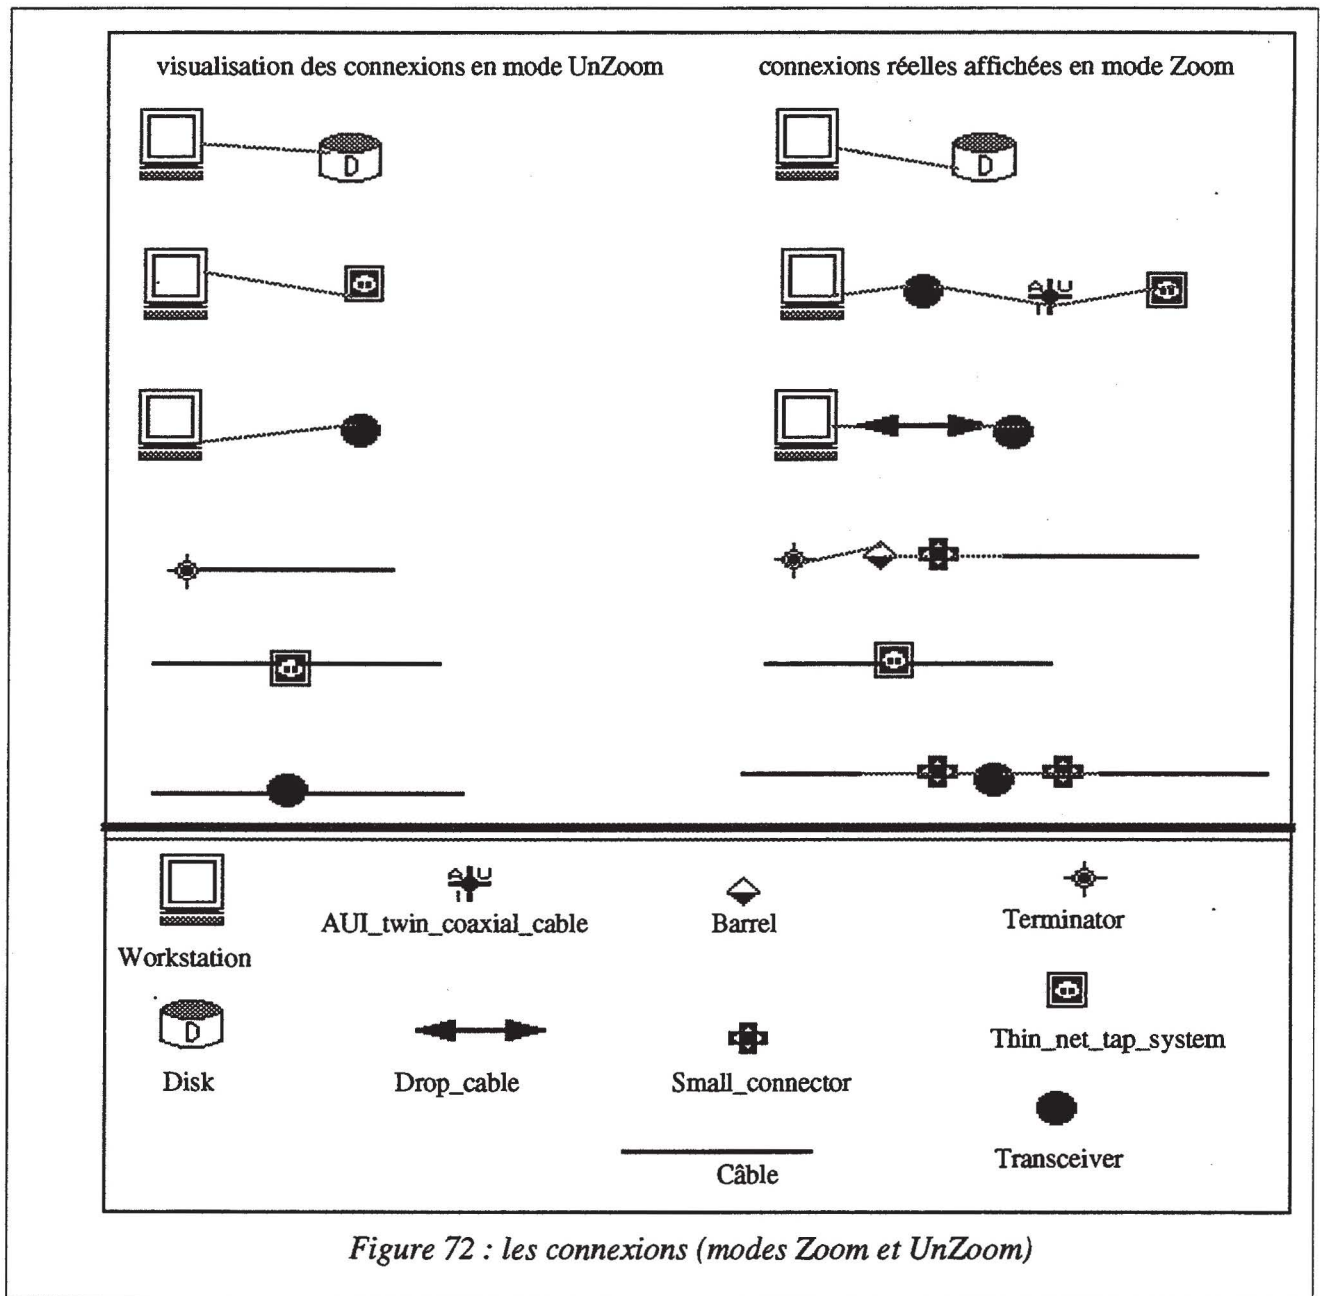 visualisation des connexions en mode UnZoom
connexions réelles affichées en mode Zoom
D
D
A U
I
A U
I
Workstation
AUI_twin_coaxial_cable
Barrel
Terminator
D
Disk
Drop_cable
Small_connector
Thin_net_tap_system
Câble
Transceiver
Figure 72 : les connexions (modes Zoom et UnZoom)